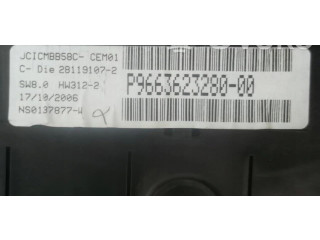 JCICMBB58C- CEM01
C- Die 28119107-2
SW8.0 HW312-2
17/10/2006
NS0137877-W
P9663623280-00